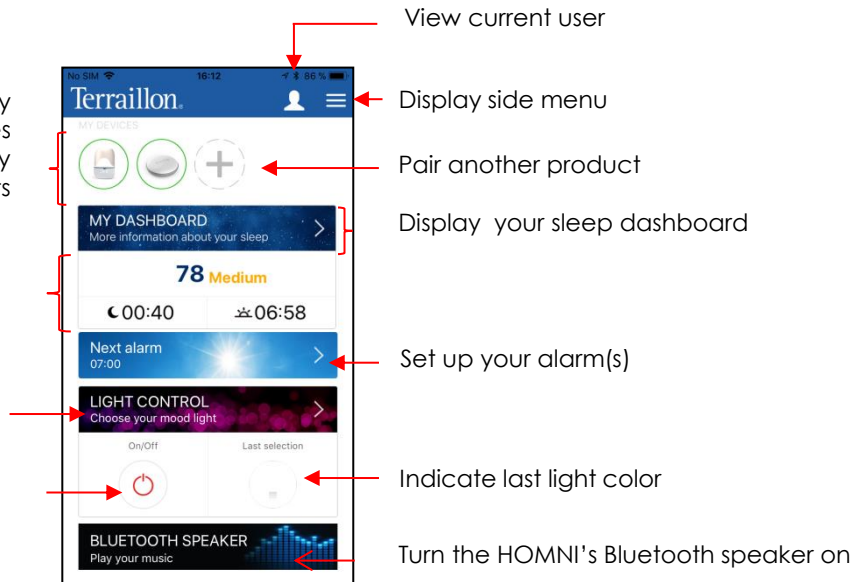 View current user
No SIM 16:12 86 %
Terraillon.
Display side menu
MY DEVICES
y
es
y
rs
Pair another product
MY DASHBOARD
More information about your sleep
Display your sleep dashboard
78 Medium
00:40 06:58
Next alarm
07:00
Set up your alarm(s)
LIGHT CONTROL
Choose your mood light
On/Off Last selection
Indicate last light color
BLUETOOTH SPEAKER
Play your music
Turn the HOMNI’s Bluetooth speaker on